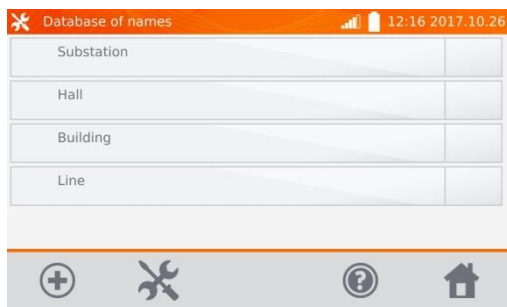 Database of names 12:16 2017.10.26
Substation
Hall
Building
Line